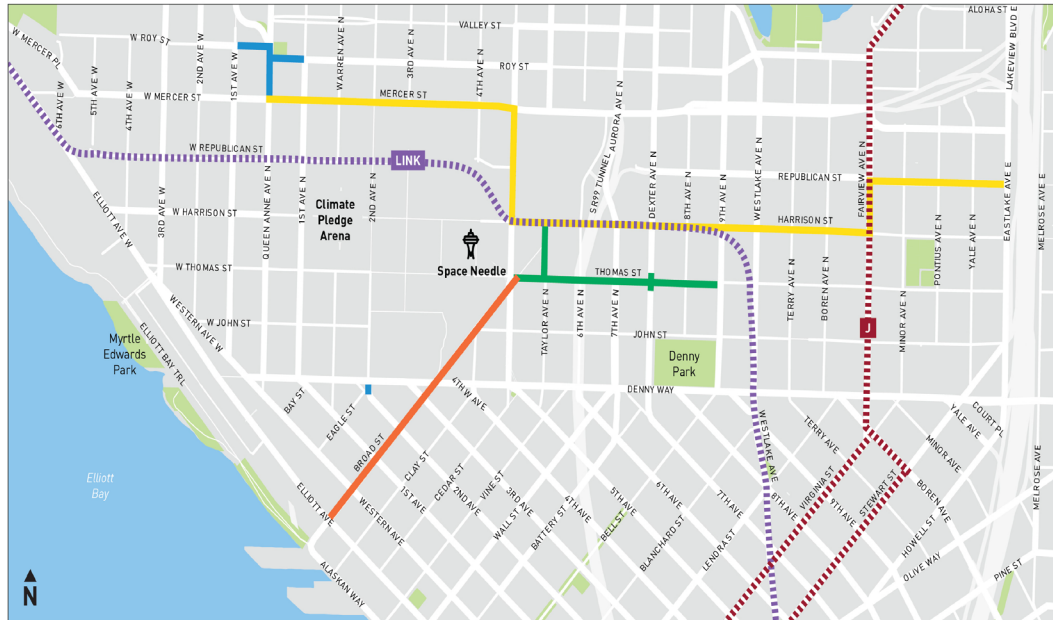 ALOHA ST
VALLEY ST
W ROY ST
ROY ST
W MERCER PL
2ND AVE W
1ST AVE W
WARREN AVE N
3RD AVE N
4TH AVE N
LAKEVIEW BLVD E
6TH AVE W
5TH AVE W
4TH AVE W
W MERCER ST
MERCER ST
SR99 TUNNEL AURORA AVE N
W REPUBLICAN ST
LINK
REPUBLICAN ST
3RD AVE W
W HARRISON ST
QUEEN ANNE AVE N
1ST AVE N
2ND AVE N
Climate
Pledge
Arena
DEXTER AVE N
8TH AVE N
9TH AVE N
WESTLAKE AVE N
HARRISON ST
FAIRVIEW AVE N
EASTLAKE AVE E
MELROSE AVE E
ELLIOTT AVE W
W THOMAS ST
Space Needle
THOMAS ST
TERRY AVE N
BOREN AVE N
PONTIUS AVE N
YALE AVE N
WESTERN AVE W
W JOHN ST
TAYLOR AVE N
6TH AVE N
7TH AVE N
JOHN ST
J
MINOR AVE N
Myrtle
Edwards
Park
ELLIOTT BAY TRL
Denny
Park
DENNY WAY
BAY ST
EAGLE ST
BROAD ST
4TH W AVE
CLAY ST
1ST AVE
CEDAR ST
2ND AVE
VINE ST
3RD AVE
WALL ST
BATTERY ST
4TH AVE
5TH AVE
BELL ST
6TH AVE
BLANCHARD ST
7TH AVE
LENORA ST
WESTLAKE AVE
8TH AVE
TERRY AVE
VIRGINIA ST
9TH AVE
STEWART ST
MINOR AVE
YALE AVE
COURT PL
BOREN AVE
HOWELL ST
OLIVE WAY
PINE ST
MELROSE AVE
Elliott
Bay
ELLIOTT AVE
WESTERN AVE
ALASKAN WAY
N